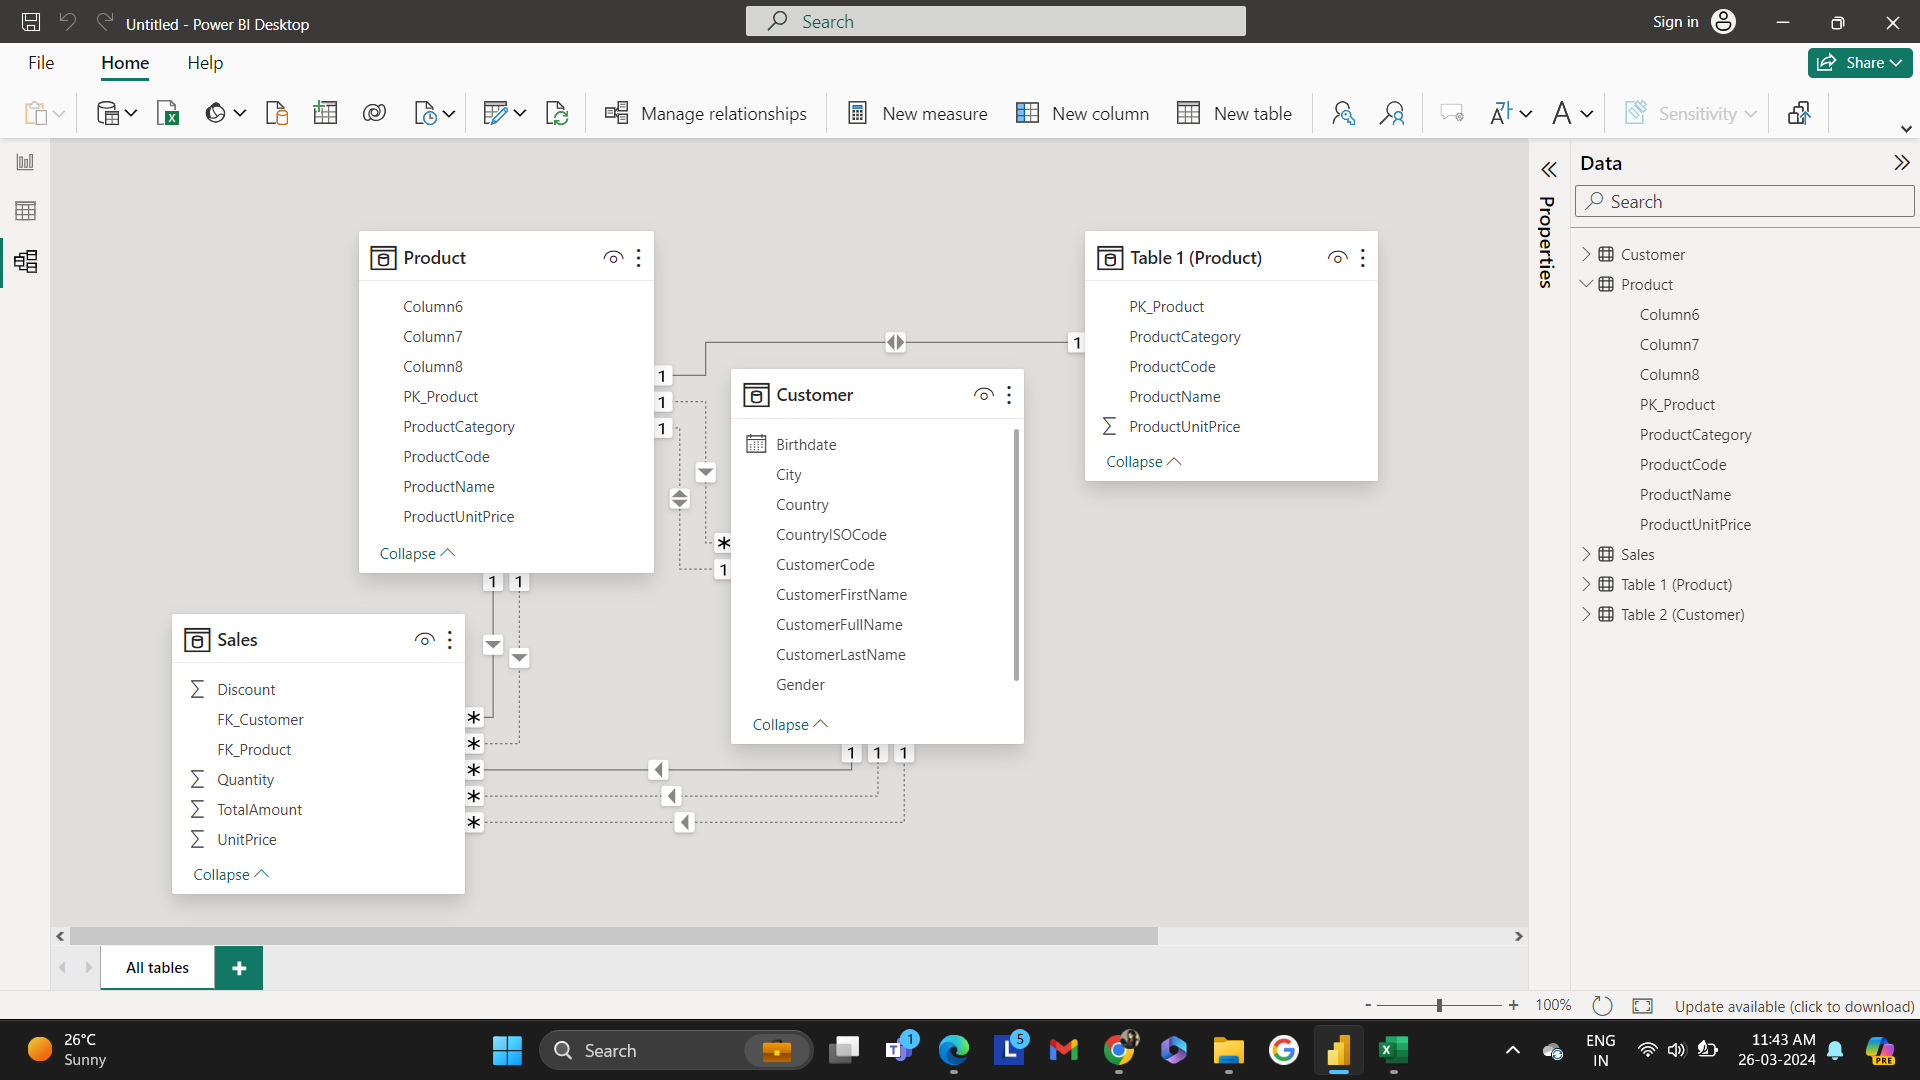 Untitled - Power BI Desktop
Search
Sign in
File
Home
Help
Share
Manage relationships
New measure
New column
New table
Sensitivity
Product
Column6
Column7
Column8
PK_Product
ProductCategory
ProductCode
ProductName
ProductUnitPrice
Collapse
1
1
1
1
1
Table 1 (Product)
PK_Product
ProductCategory
ProductCode
ProductName
ProductUnitPrice
Collapse
1
Customer
Birthdate
City
Country
CountryISOCode
CustomerCode
CustomerFirstName
CustomerFullName
CustomerLastName
Gender
Collapse
*
1
1
1
1
Sales
Discount
FK_Customer
FK_Product
Quantity
TotalAmount
UnitPrice
Collapse
*
*
*
*
*
Properties
Data
Search
Customer
Product
Column6
Column7
Column8
PK_Product
ProductCategory
ProductCode
ProductName
ProductUnitPrice
Sales
Table 1 (Product)
Table 2 (Customer)
All tables
+
- + 100%
Update available (click to download)
26°C
Sunny
Search
1
5
ENG
IN
11:43 AM
26-03-2024
PRE